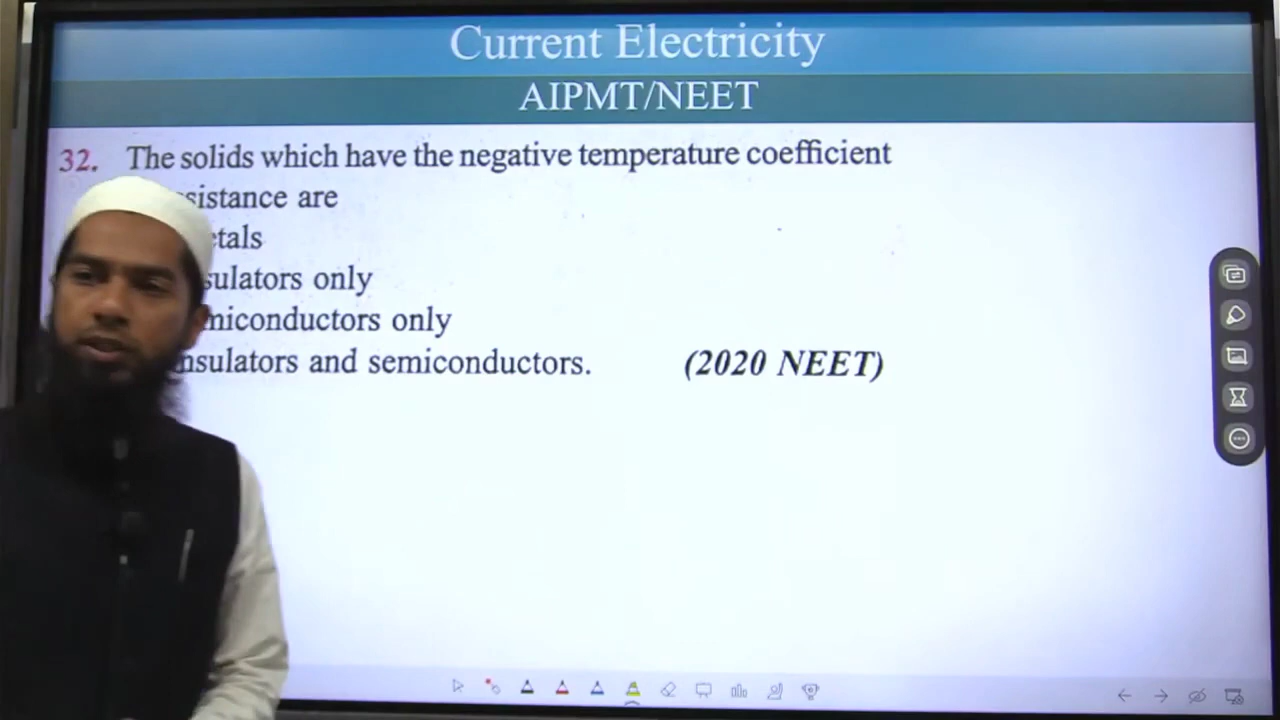 Current Electricity
AIPMT/NEET
32. The solids which have the negative temperature coefficient
sistance are
tals
sulators only
miconductors only
nsulators and semiconductors. (2020 NEET)